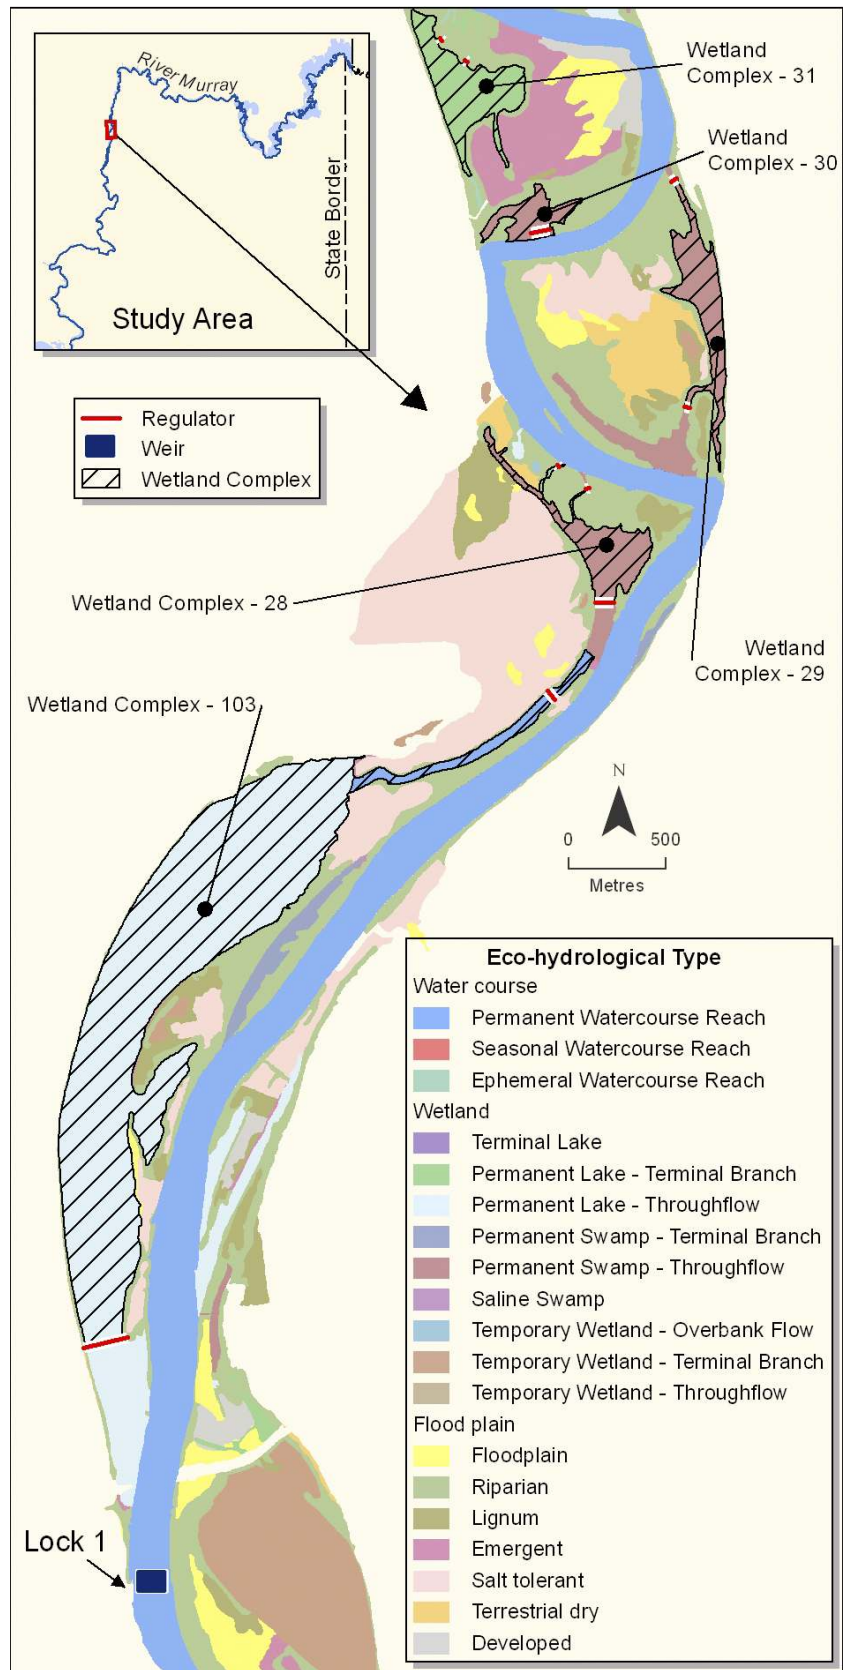 River Murray
State Border
Study Area
Regulator
Weir
Wetland Complex
Wetland
Complex - 31
Wetland
Complex - 30
Wetland Complex - 28
Wetland
Complex - 29
Wetland Complex - 103
N
0 500
Metres
Eco-hydrological Type
Water course
Permanent Watercourse Reach
Seasonal Watercourse Reach
Ephemeral Watercourse Reach
Wetland
Terminal Lake
Permanent Lake - Terminal Branch
Permanent Lake - Throughflow
Permanent Swamp - Terminal Branch
Permanent Swamp - Throughflow
Saline Swamp
Temporary Wetland - Overbank Flow
Temporary Wetland - Terminal Branch
Temporary Wetland - Throughflow
Flood plain
Floodplain
Riparian
Lignum
Emergent
Salt tolerant
Terrestrial dry
Developed
Lock 1